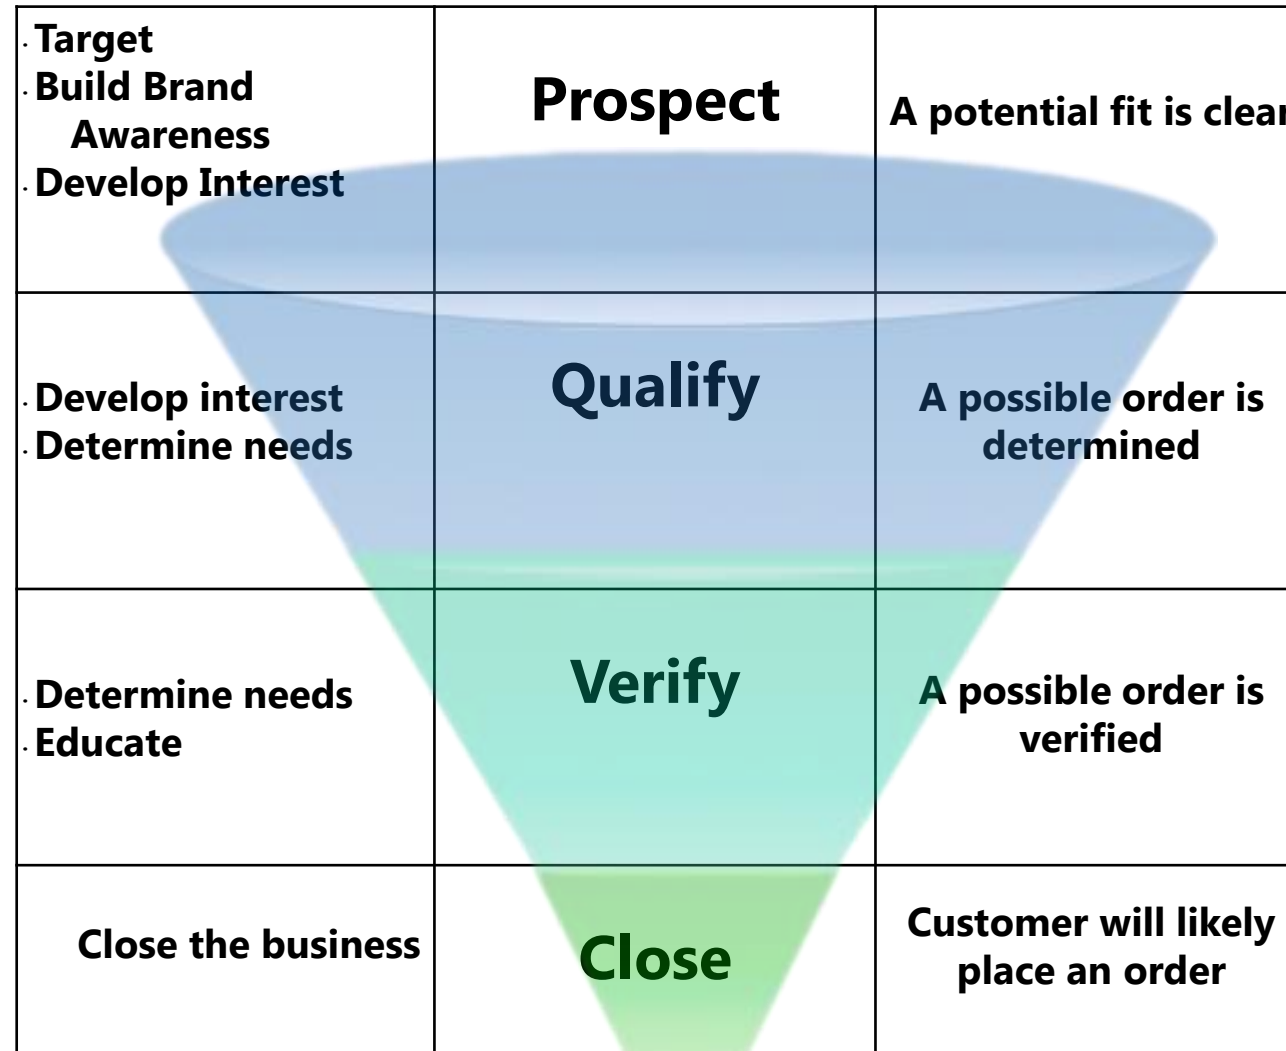 · Target
· Build Brand
Awareness
· Develop Interest
Prospect
A potential fit is clear
· Develop interest
· Determine needs
Qualify
A possible order is
determined
· Determine needs
· Educate
Verify
A possible order is
verified
Close the business
Close
Customer will likely
place an order